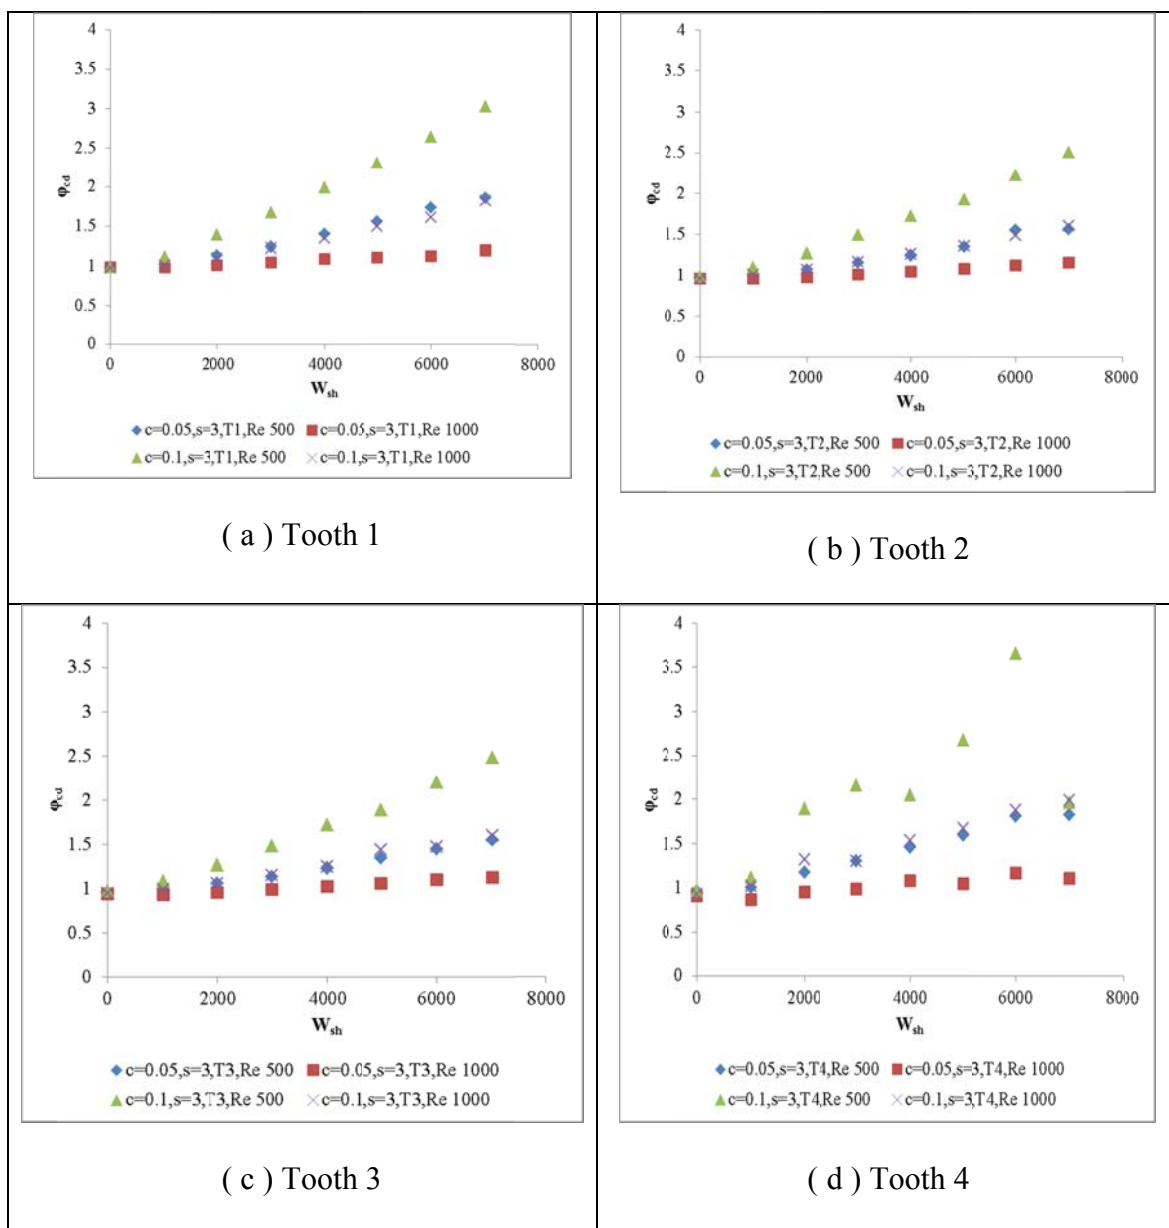 4
3.5
3
2.5
2
1.5
1
0.5
0
φcd
0 2000 4000 6000 8000
Wsh
c=0.05,s=3,T1,Re 500 c=0.05,s=3,T1,Re 1000
c=0.1,s=3,T1,Re 500 c=0.1,s=3,T1,Re 1000
( a ) Tooth 1
4
3.5
3
2.5
2
1.5
1
0.5
0
φcd
0 2000 4000 6000 8000
Wsh
c=0.05,s=3,T2,Re 500 c=0.05,s=3,T2,Re 1000
c=0.1,s=3,T2,Re 500 c=0.1,s=3,T2,Re 1000
( b ) Tooth 2
4
3.5
3
2.5
2
1.5
1
0.5
0
φcd
0 2000 4000 6000 8000
Wsh
c=0.05,s=3,T3,Re 500 c=0.05,s=3,T3,Re 1000
c=0.1,s=3,T3,Re 500 c=0.1,s=3,T3,Re 1000
( c ) Tooth 3
4
3.5
3
2.5
2
1.5
1
0.5
0
φcd
0 2000 4000 6000 8000
Wsh
c=0.05,s=3,T4,Re 500 c=0.05,s=3,T4,Re 1000
c=0.1,s=3,T4,Re 500 c=0.1,s=3,T4,Re 1000
( d ) Tooth 4